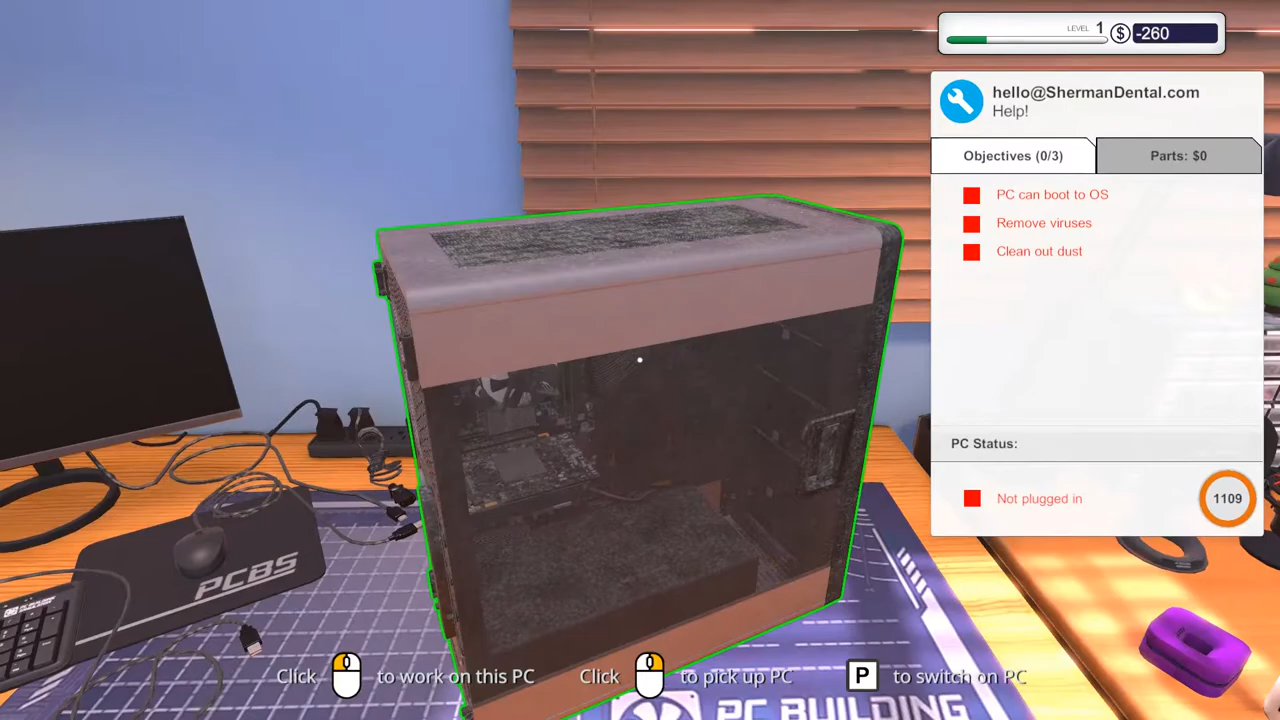 LEVEL 1 $ -260
hello@ShermanDental.com
Help!
Objectives (0/3) Parts: $0
PC can boot to OS
Remove viruses
Clean out dust
PC Status:
Not plugged in 1109
PCBS
Click to work on this PC Click to pick up PC P to switch on PC
PC BUILDING